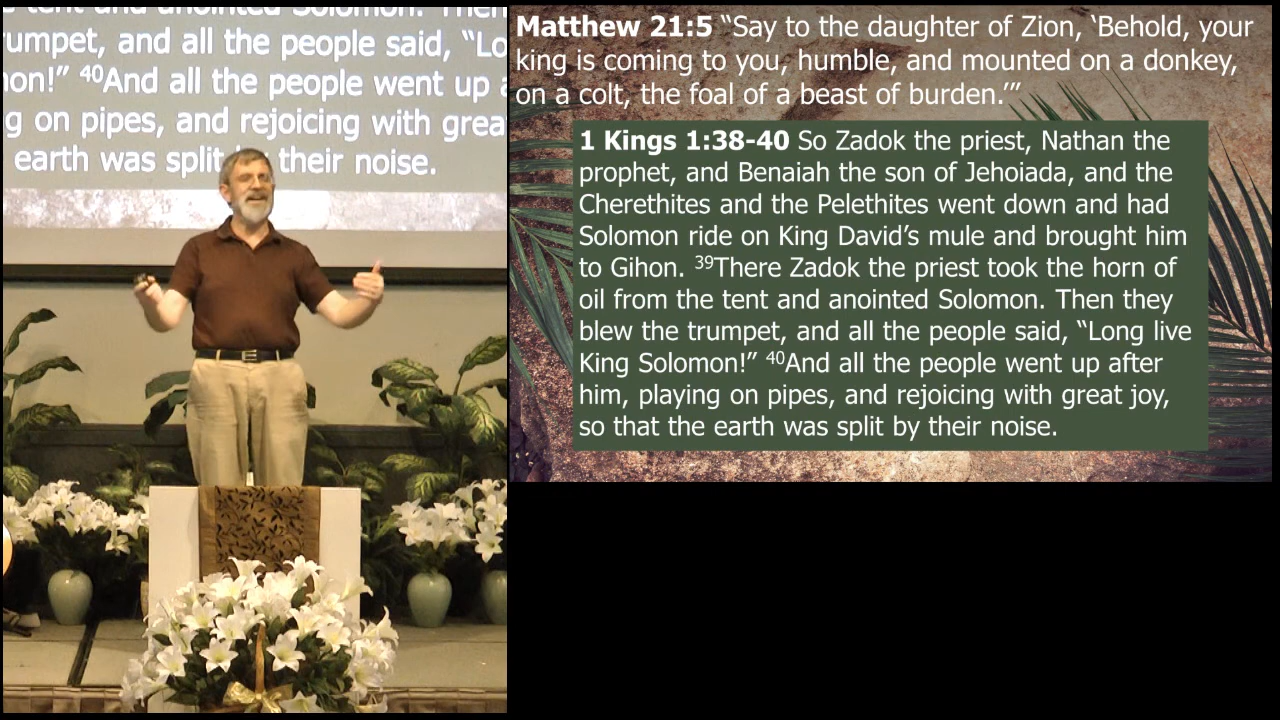 anointed Solomon. Then
umpet, and all the people said, “Lo
on!” ⁴⁰And all the people went up
g on pipes, and rejoicing with grea
earth was split by their noise.
Matthew 21:5 “Say to the daughter of Zion, ‘Behold, your
king is coming to you, humble, and mounted on a donkey,
on a colt, the foal of a beast of burden.’”
1 Kings 1:38-40 So Zadok the priest, Nathan the
prophet, and Benaiah the son of Jehoiada, and the
Cherethites and the Pelethites went down and had
Solomon ride on King David’s mule and brought him
to Gihon. ³⁹There Zadok the priest took the horn of
oil from the tent and anointed Solomon. Then they
blew the trumpet, and all the people said, “Long live
King Solomon!” ⁴⁰And all the people went up after
him, playing on pipes, and rejoicing with great joy,
so that the earth was split by their noise.